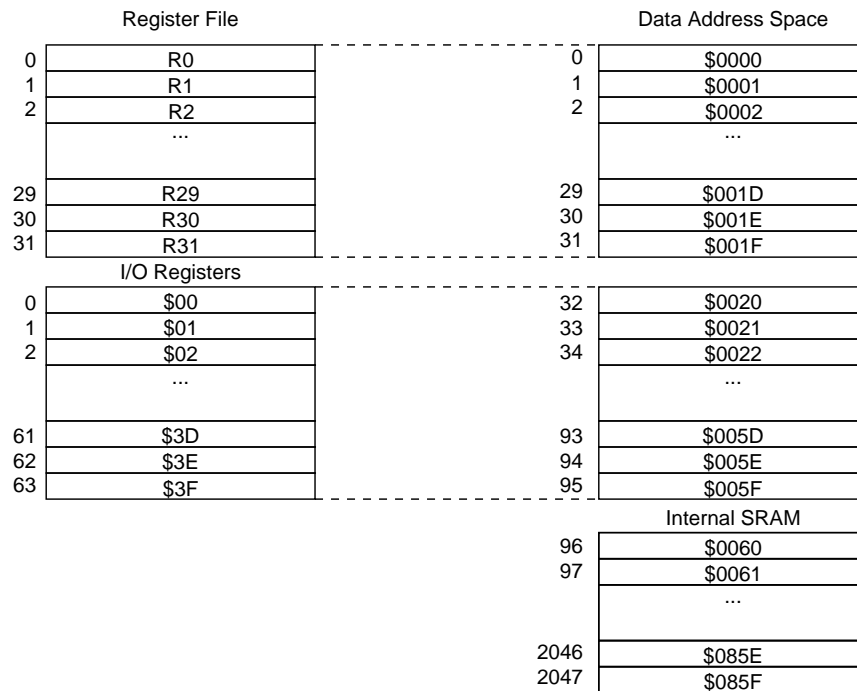 Register File Data Address Space
0 R0 0 $0000
1 R1 1 $0001
2 R2 2 $0002
... ...
29 R29 29 $001D
30 R30 30 $001E
31 R31 31 $001F
I/O Registers
0 $00 32 $0020
1 $01 33 $0021
2 $02 34 $0022
... ...
61 $3D 93 $005D
62 $3E 94 $005E
63 $3F 95 $005F
Internal SRAM
96 $0060
97 $0061
...
2046 $085E
2047 $085F